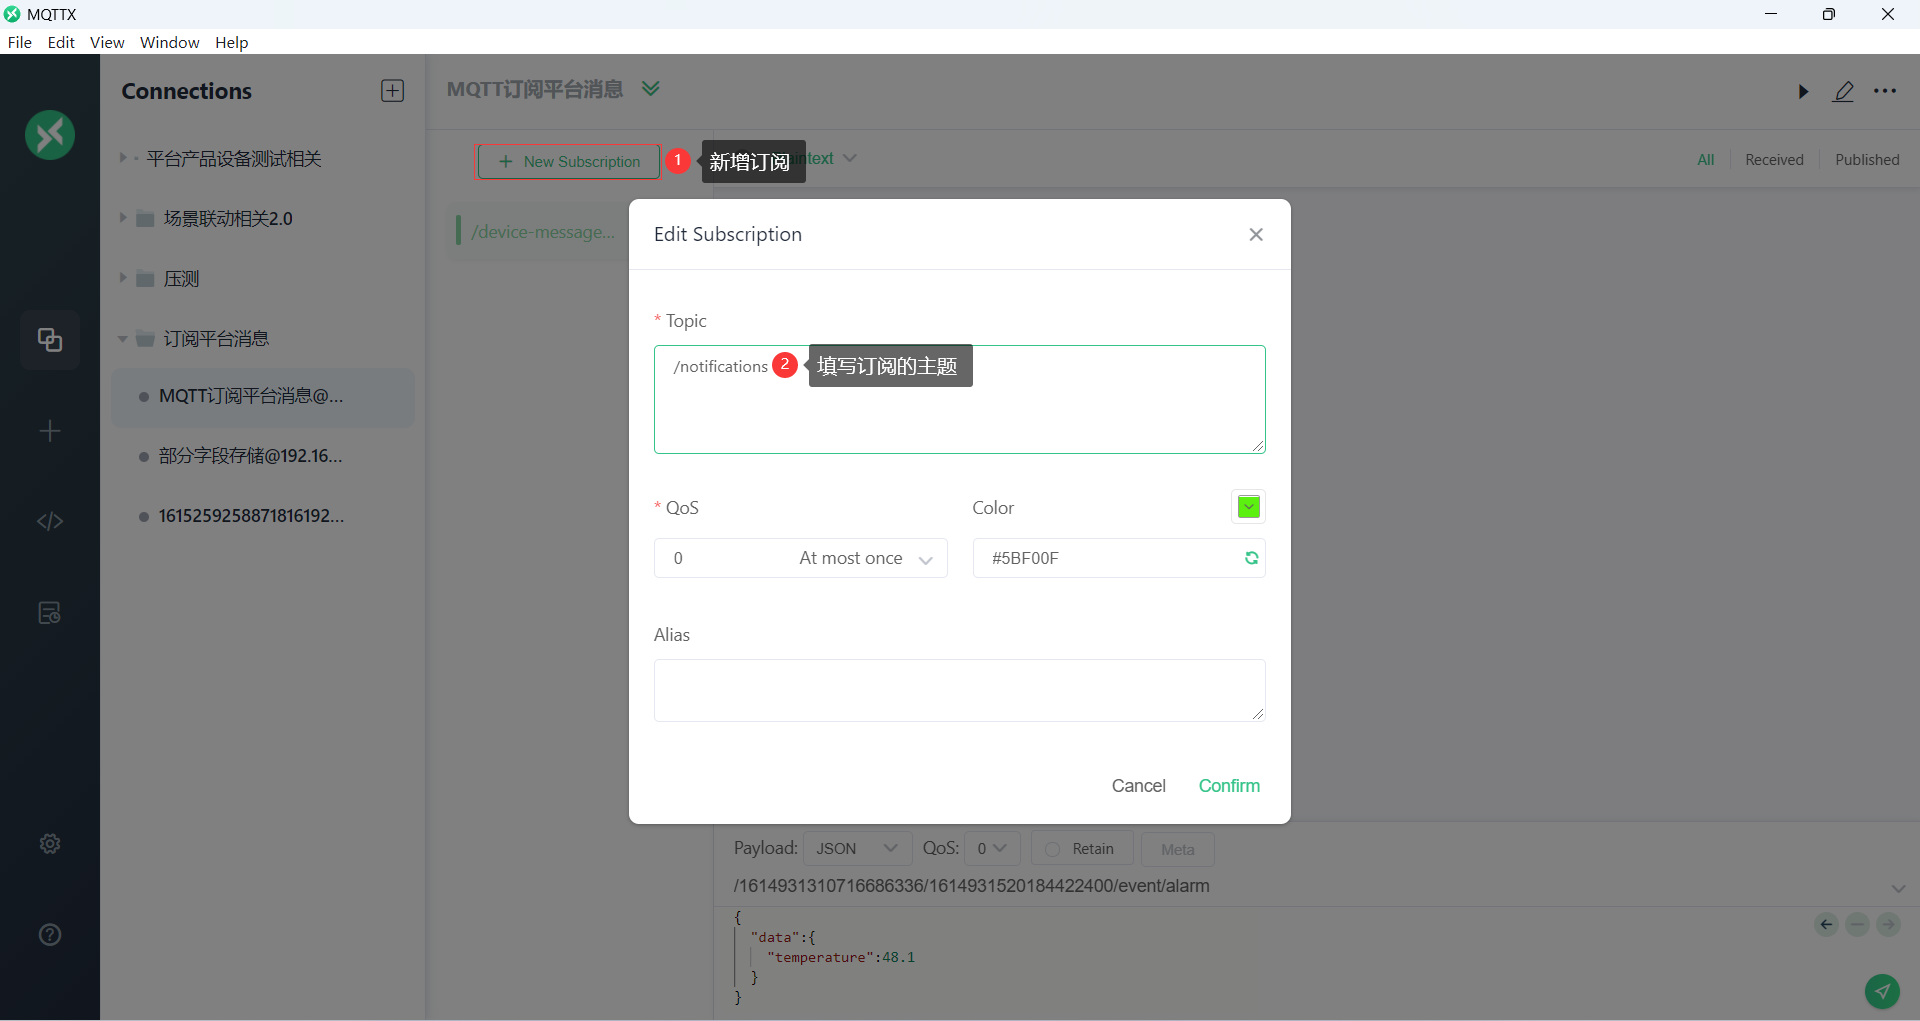 MQTTX
File Edit View Window Help
Connections
平台产品设备测试相关
场景联动相关2.0
压测
订阅平台消息
MQTT订阅平台消息@...
部分字段存储@192.16...
1615259258871816192...
MQTT订阅平台消息
New Subscription
1
新增订阅
intext
All Received Published
/device-message...
Edit Subscription
* Topic
/notifications
2
填写订阅的主题
* QoS
0 At most once
Color
#5BF00F
Alias
Cancel Confirm
Payload: JSON QoS: 0 Retain Meta
/1614931310716686336/1614931520184422400/event/alarm
{
"data":{
"temperature":48.1
}
}